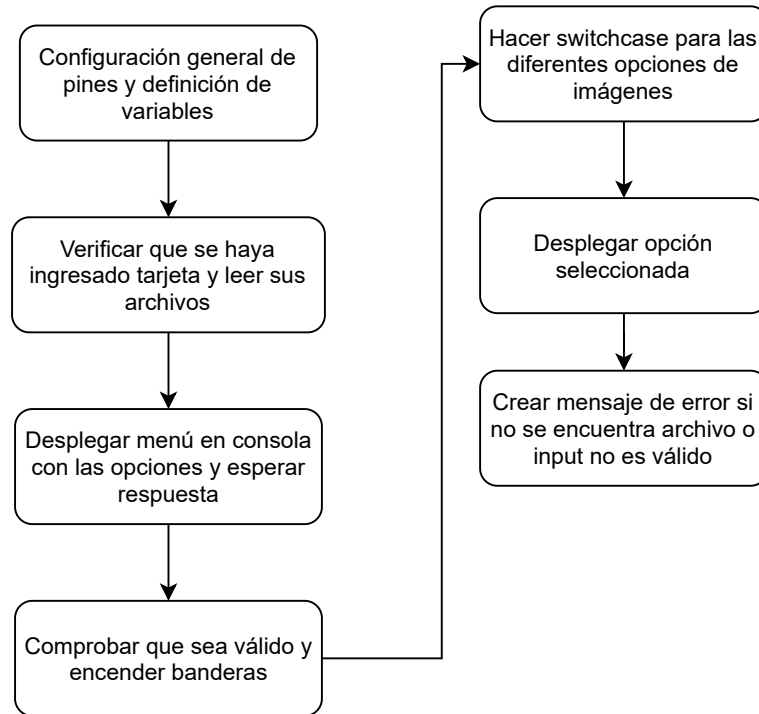 Configuración general de
pines y definición de
variables
Verificar que se haya
ingresado tarjeta y leer sus
archivos
Desplegar menú en consola
con las opciones y esperar
respuesta
Comprobar que sea válido y
encender banderas
Hacer switchcase para las
diferentes opciones de
imágenes
Desplegar opción
seleccionada
Crear mensaje de error si
no se encuentra archivo o
input no es válido